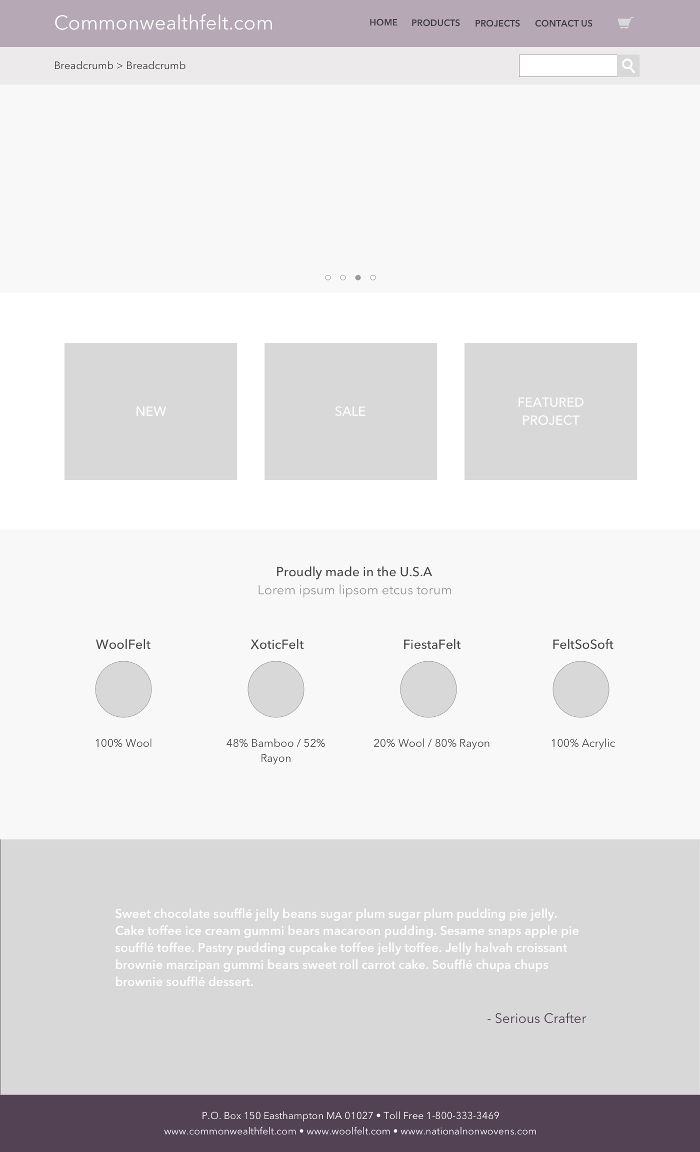 Commonwealthfelt.com
HOME PRODUCTS PROJECTS CONTACT US
Breadcrumb > Breadcrumb
NEW
SALE
FEATURED
PROJECT
Proudly made in the U.S.A
Lorem ipsum lipsom etcus torum
WoolFelt
100% Wool
XoticFelt
48% Bamboo / 52%
Rayon
FiestaFelt
20% Wool / 80% Rayon
FeltSoSoft
100% Acrylic
Sweet chocolate soufflé jelly beans sugar plum sugar plum pudding pie jelly.
Cake toffee ice cream gummi bears macaroon pudding. Sesame snaps apple pie
soufflé toffee. Pastry pudding cupcake toffee jelly toffee. Jelly halvah croissant
brownie marzipan gummi bears sweet roll carrot cake. Soufflé chupa chups
brownie soufflé dessert.
- Serious Crafter
P.O. Box 150 Easthampton MA 01027 • Toll Free 1-800-333-3469
www.commonwealthfelt.com • www.woolfelt.com • www.nationalnonwovens.com